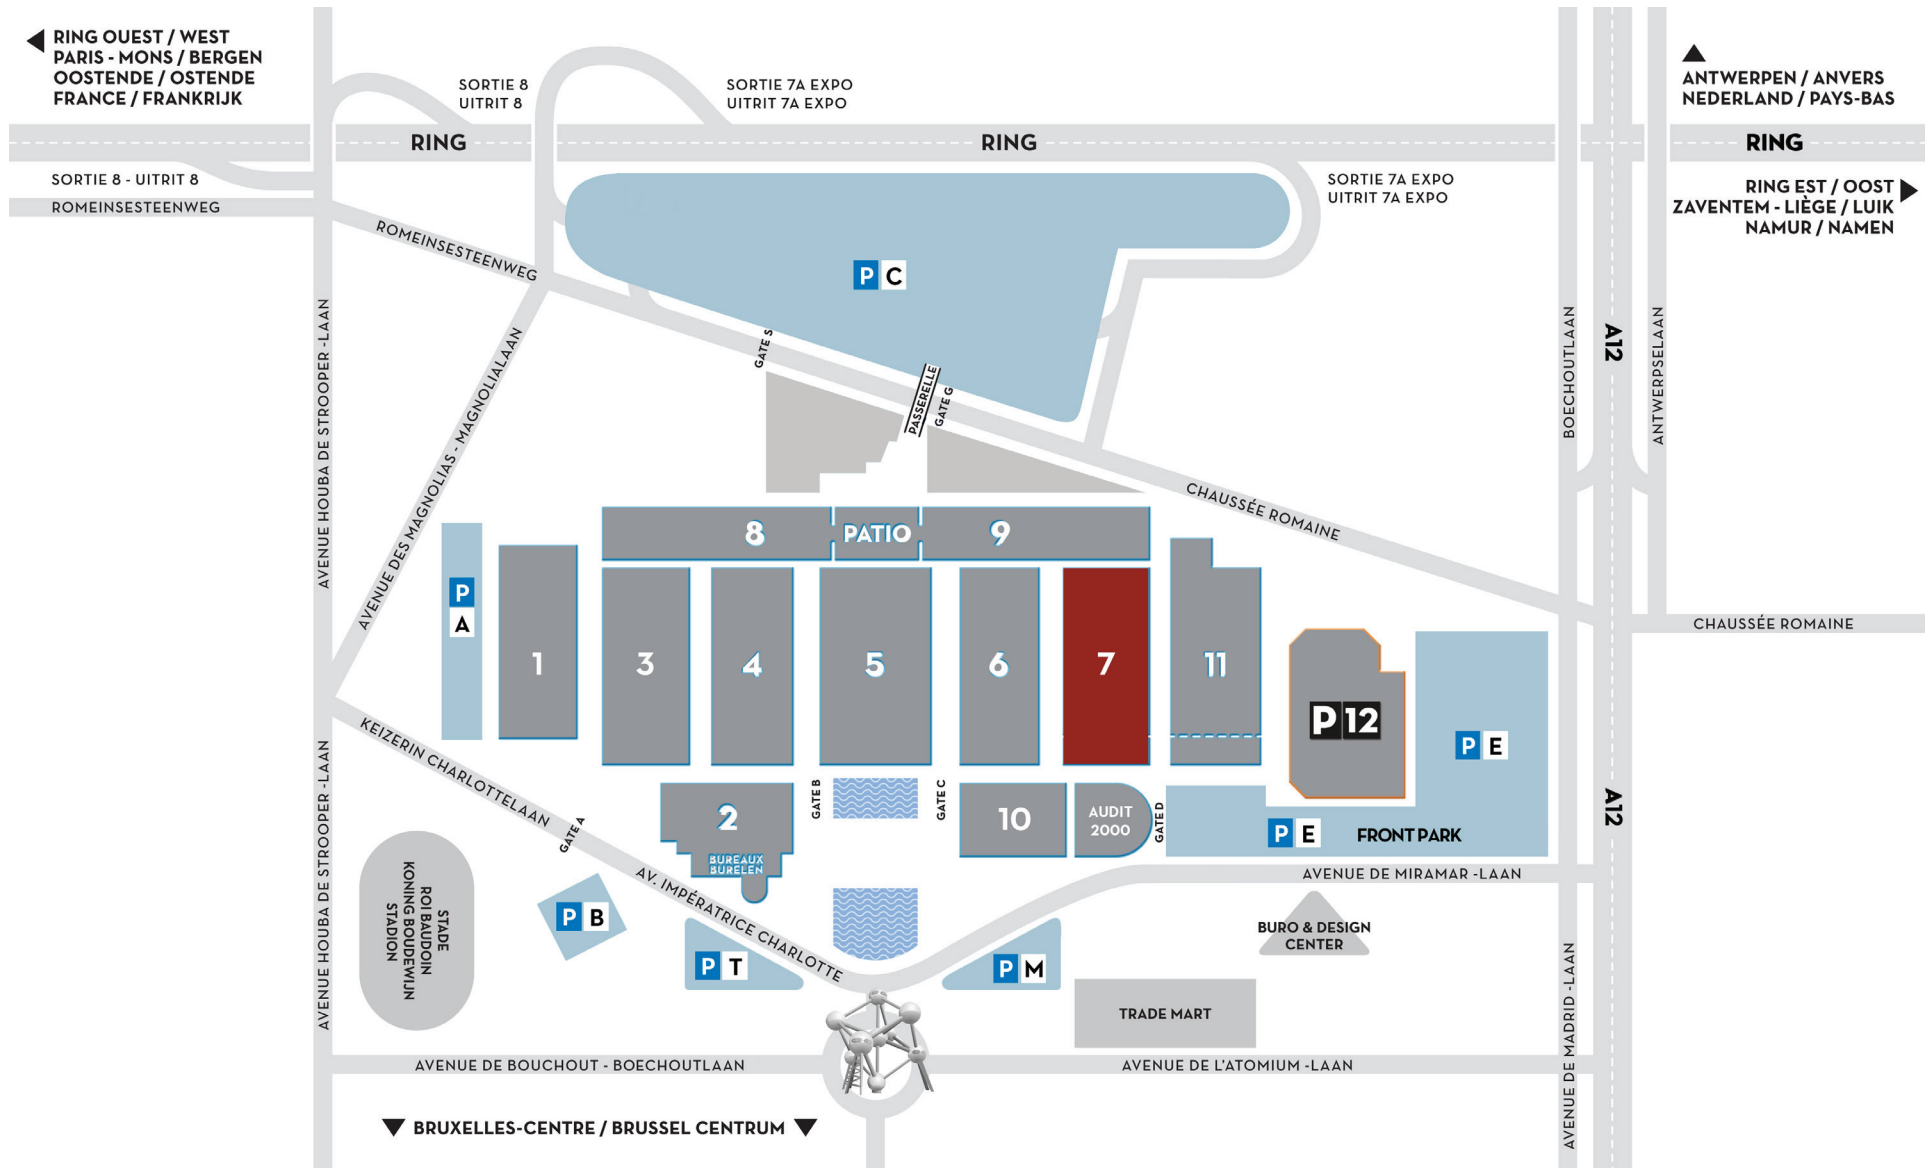 RING OUEST / WEST
PARIS - MONS / BERGEN
OOSTENDE / OSTENDE
FRANCE / FRANKRIJK
SORTIE 8
UITRIT 8
SORTIE 7A EXPO
UITRIT 7A EXPO
ANTWERPEN / ANVERS
NEDERLAND / PAYS-BAS
RING
RING
RING
SORTIE 8 - UITRIT 8
ROMEINSESTEENWEG
SORTIE 7A EXPO
UITRIT 7A EXPO
RING EST / OOST
ZAVENTEM - LIÈGE / LUIK
NAMUR / NAMEN
ROMEINSESTEENWEG
P C
AVENUE HOUBA DE STROOPER -LAAN
AVENUE DES MAGNOLIAS - MAGNOLIALAAN
GATE S
PASSERELLE
GATE G
BOECHOUTLAAN
A12
ANTWERPSELAAN
CHAUSSÉE ROMAINE
8
PATIO
9
P
A
1
3
4
5
6
7
11
P 12
P E
CHAUSSÉE ROMAINE
KEIZERIN CHARLOTTELAAN
GATE A
AVENUE HOUBA DE STROOPER -LAAN
2
BUREAUX
BURELEN
GATE B
GATE C
10
AUDIT
2000
GATE D
P E
FRONT PARK
A12
AVENUE DE MIRAMAR -LAAN
STADE
ROI BAUDOIN
KONING BOUDEWIJN
STADION
P B
AV. IMPÉRATRICE CHARLOTTE
P T
P M
BURO & DESIGN
CENTER
TRADE MART
AVENUE DE MADRID -LAAN
AVENUE DE BOUCHOUT - BOECHOUTLAAN
AVENUE DE L'ATOMIUM -LAAN
BRUXELLES-CENTRE / BRUSSEL CENTRUM